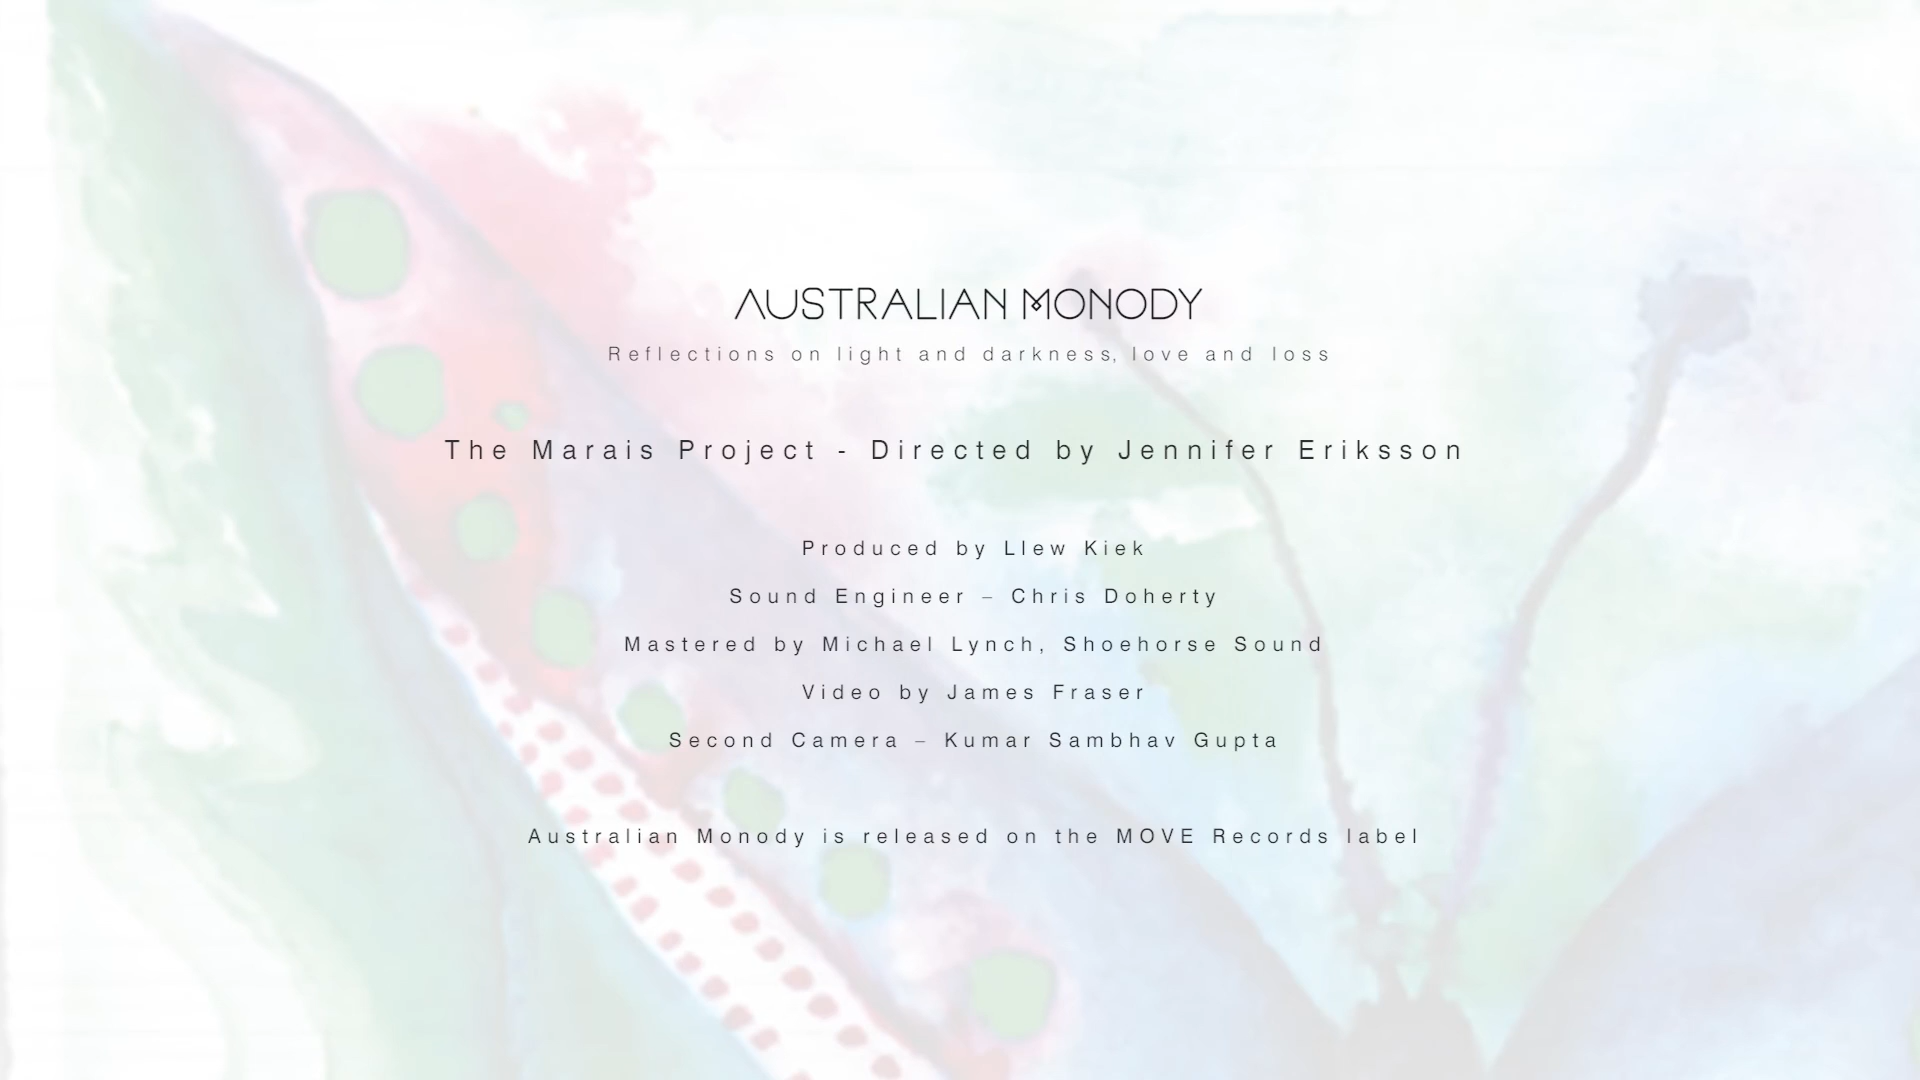 AUSTRALIAN MONODY
Reflections on light and darkness, love and loss
The Marais Project - Directed by Jennifer Eriksson
Produced by Llew Kiek
Sound Engineer – Chris Doherty
Mastered by Michael Lynch, Shoehorse Sound
Video by James Fraser
Second Camera – Kumar Sambhav Gupta
Australian Monody is released on the MOVE Records label